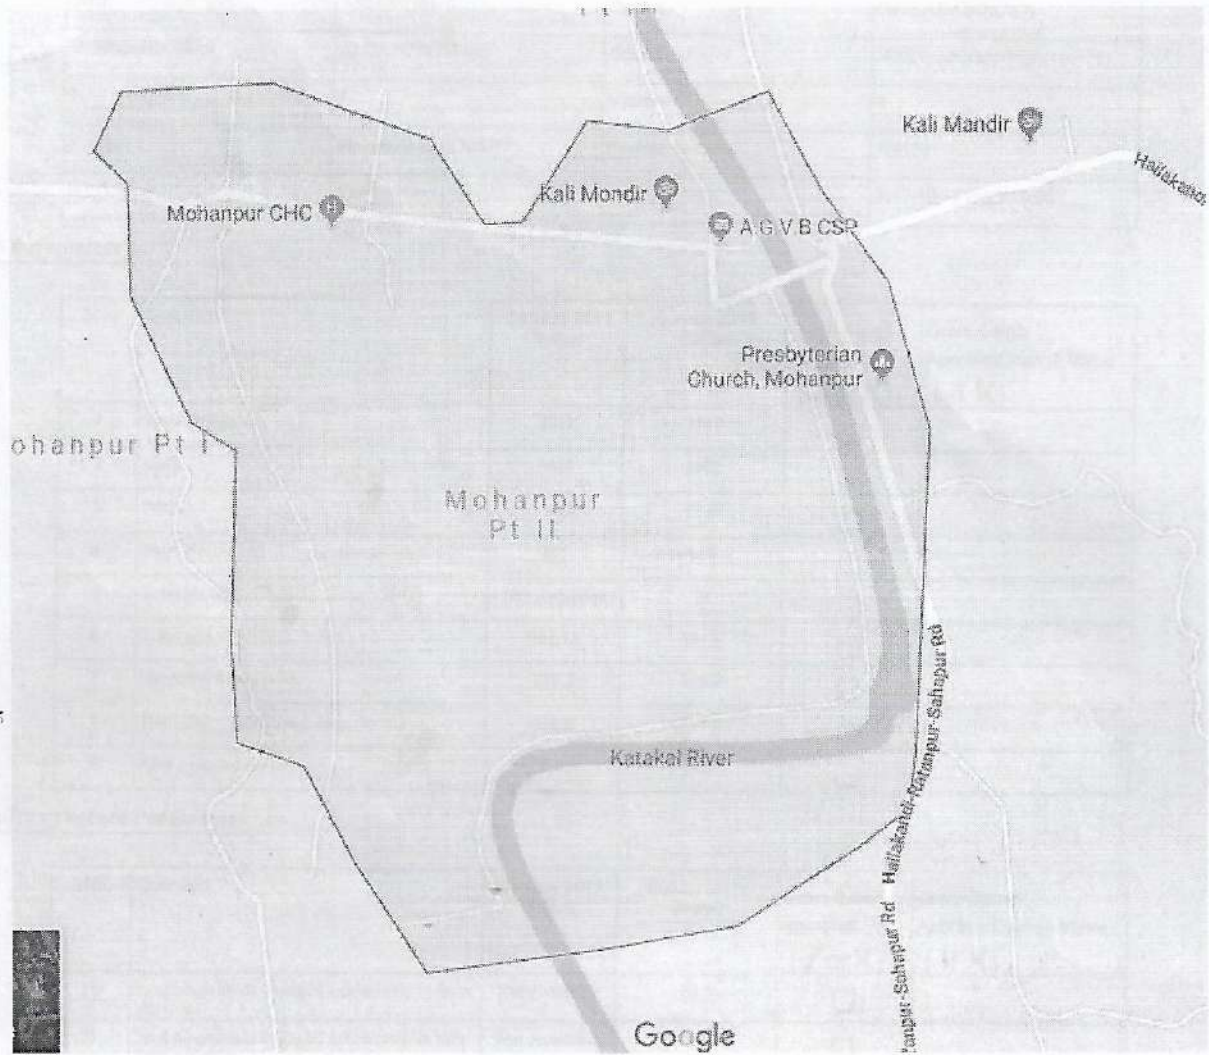 Kali Mandir
Hailakandi
Kali Mondir
Mohanpur CHC
A.G.V.B CSP
Presbyterian
Church, Mohanpur
ohanpur Pt I
Mohanpur
Pt II
Katakal River
Hailakandi-Ratanpur-Sahapur Rd
tanpur-Sahapur Rd
Google